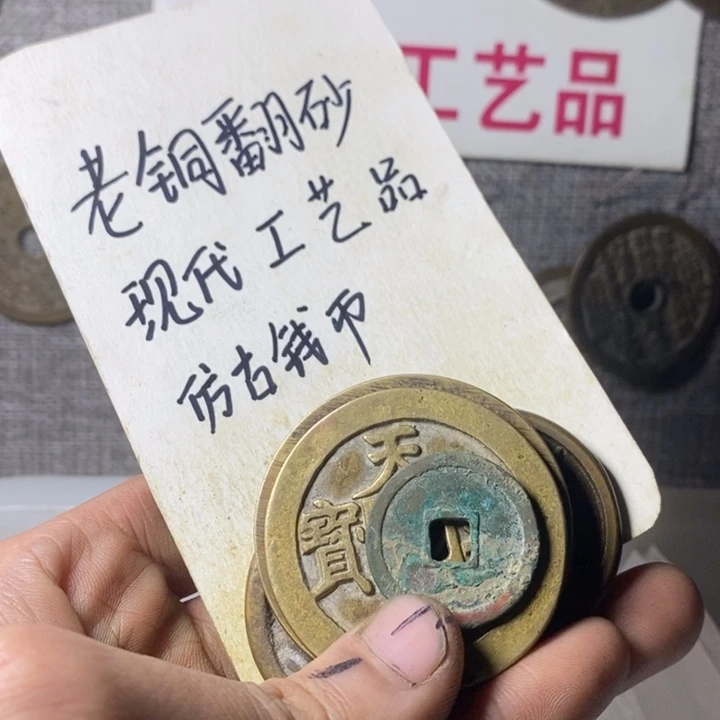 工艺品
老铜翻砂
现代工艺品
仿古钱币
天
寶